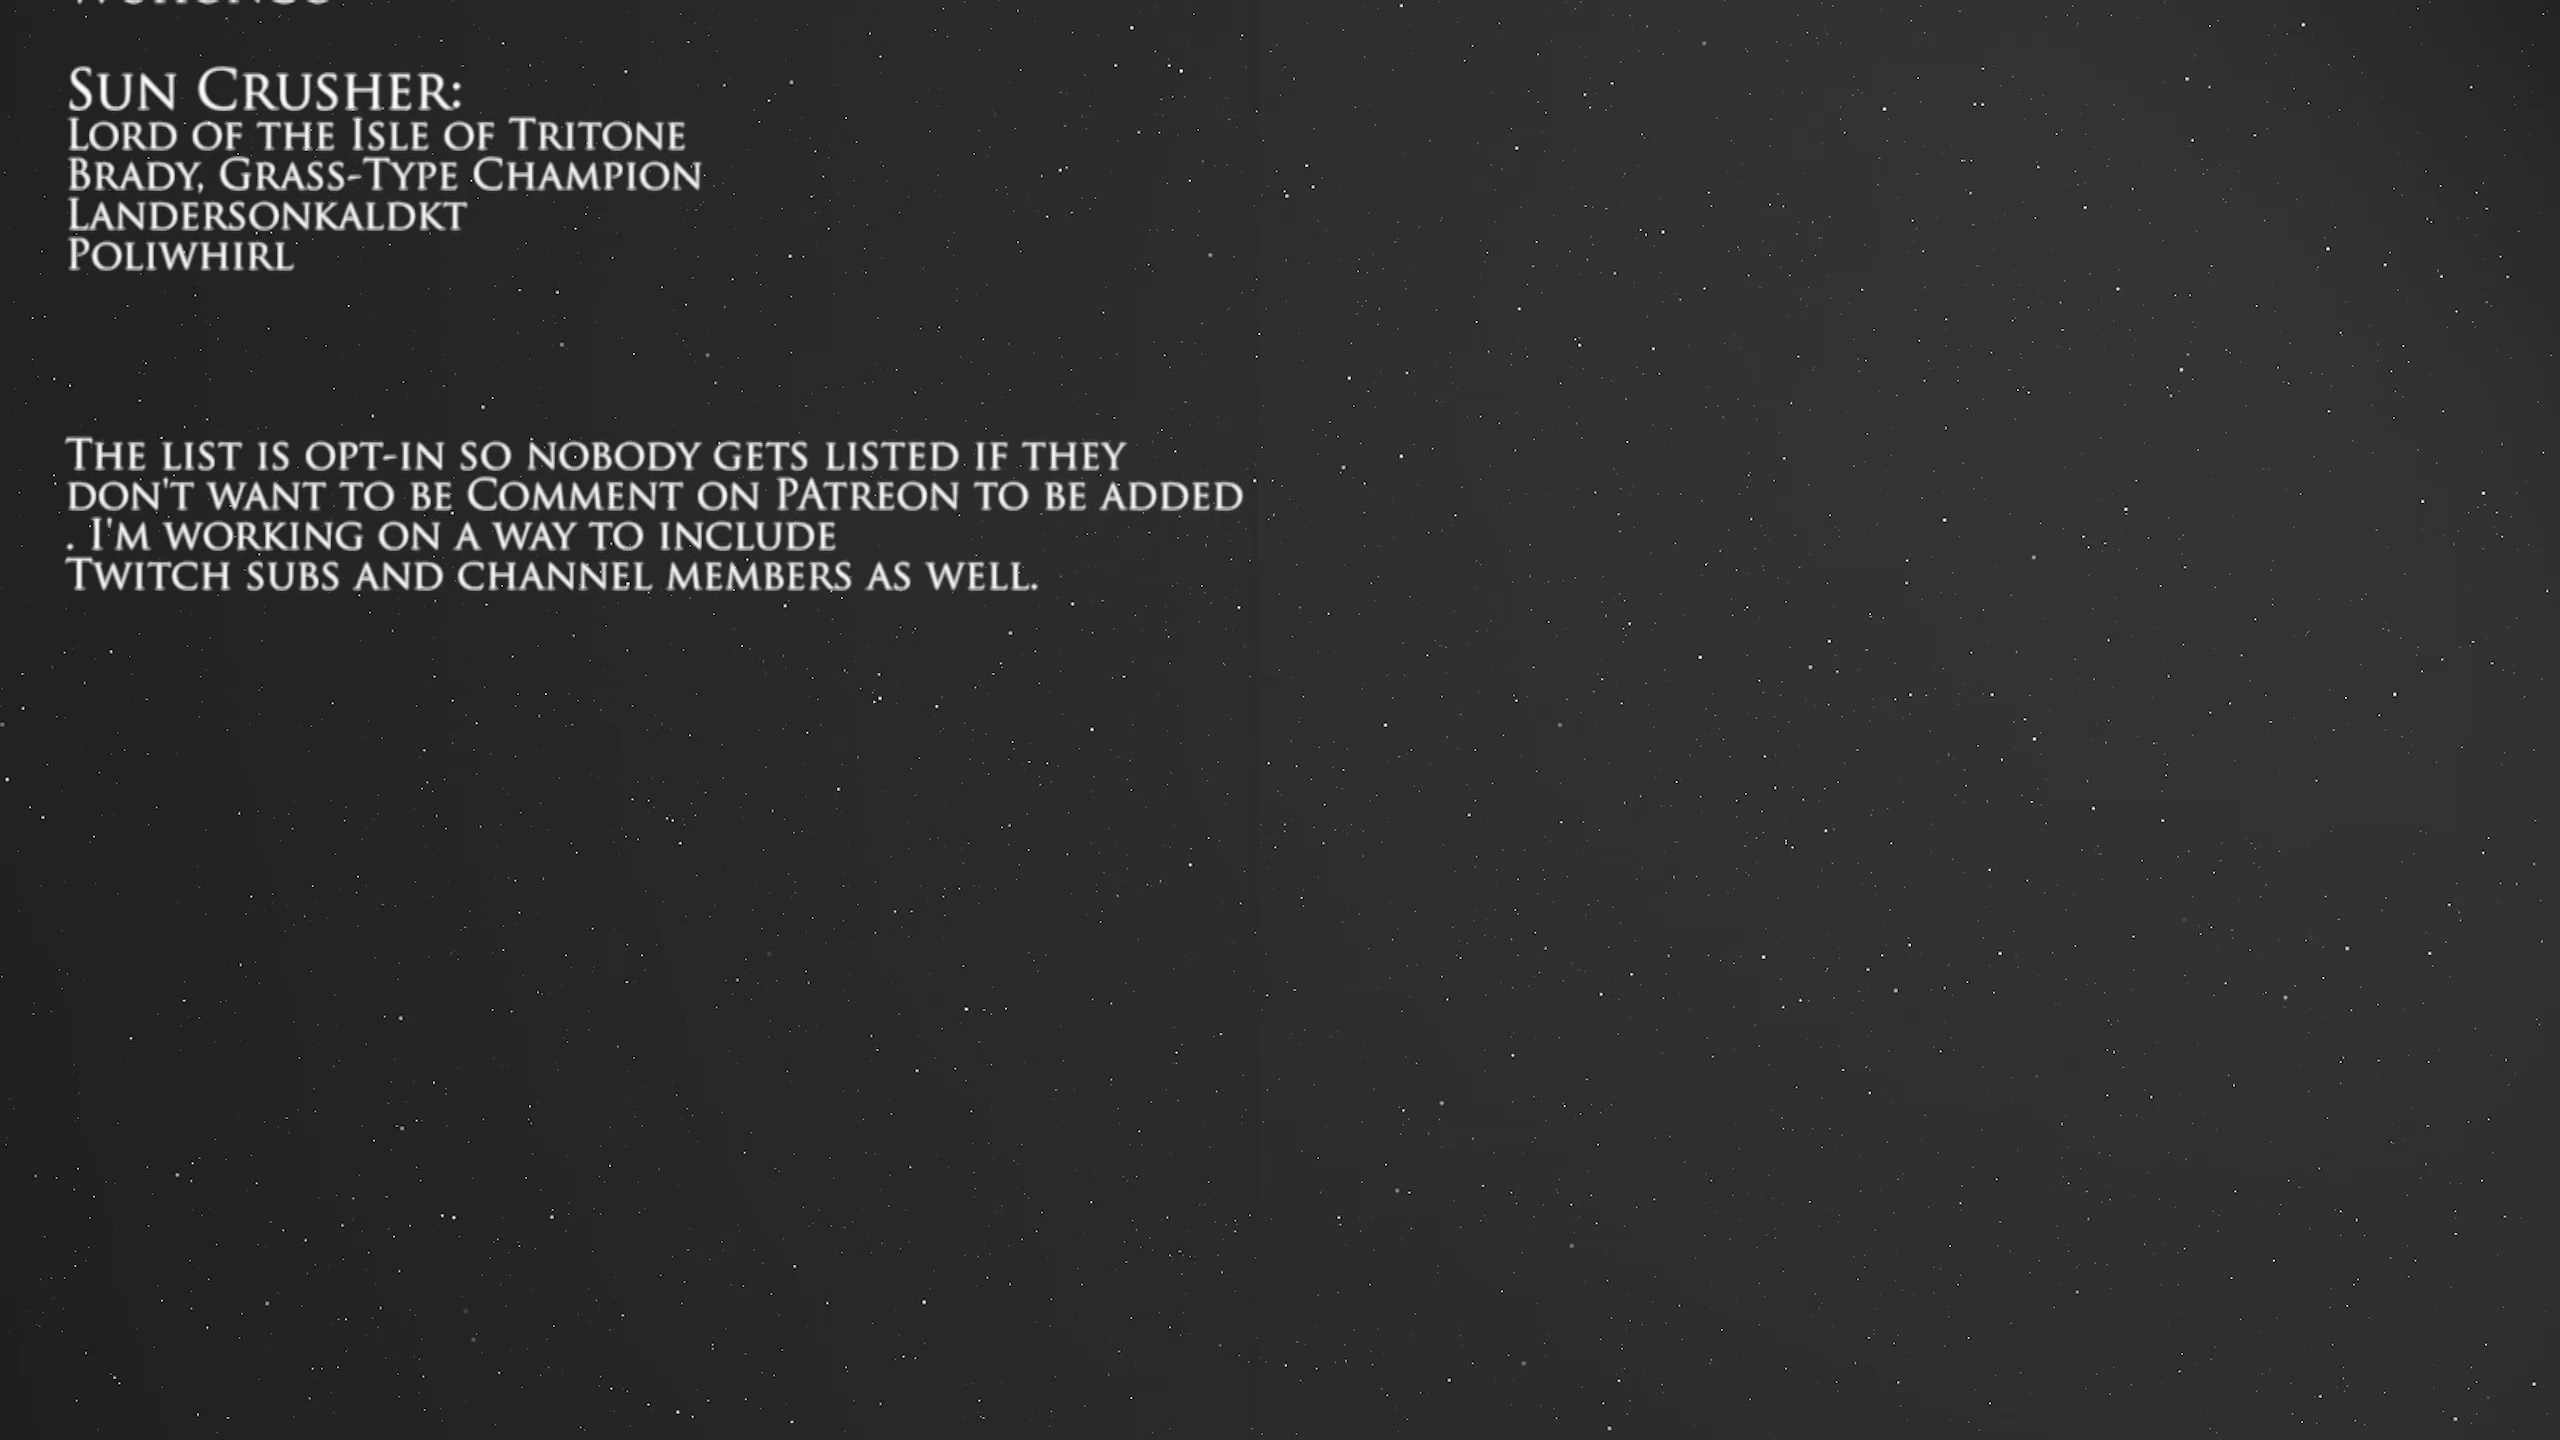 Sun Crusher:
Lord of the Isle of Tritone
Brady, Grass-Type Champion
Landersonkaldkt
Poliwhirl
The list is opt-in so nobody gets listed if they
don't want to be Comment on PAtreon to be added
. I'm working on a way to include
Twitch subs and channel members as well.